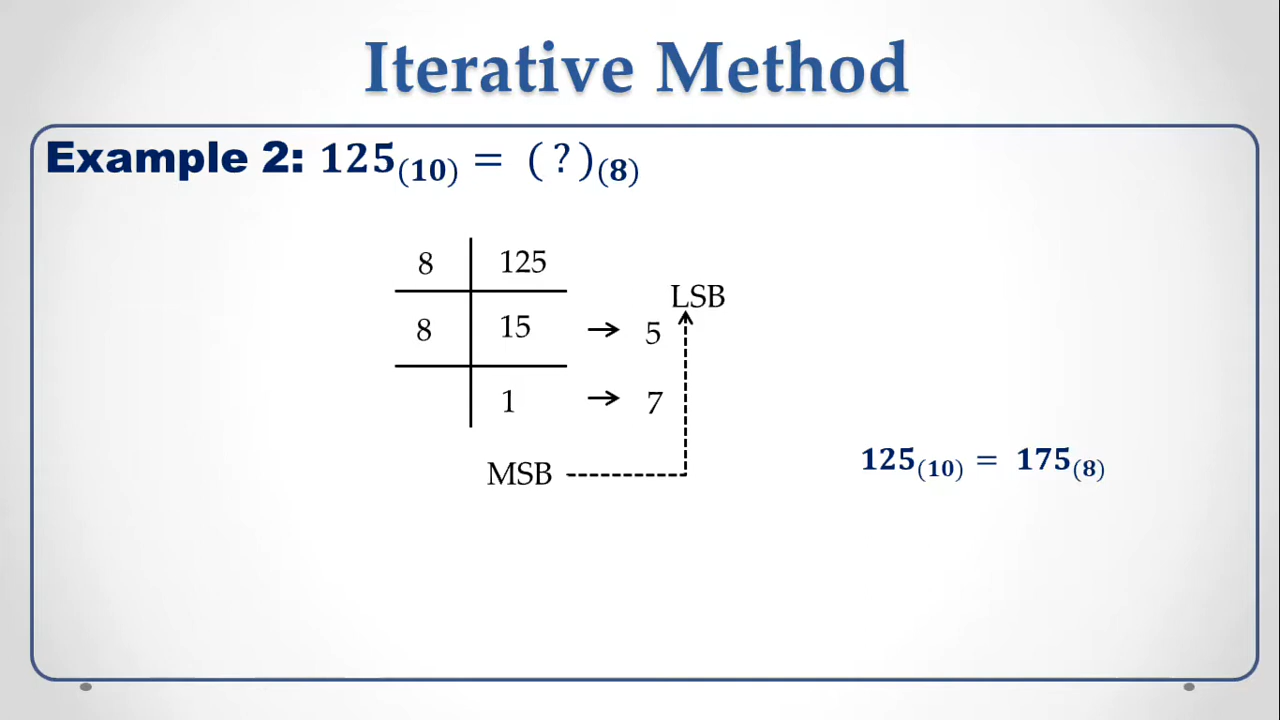 Iterative Method
Example 2: 125(10) = (?)(8)
8 125
LSB
8 15 → 5
1 → 7
125(10) = 175(8)
MSB